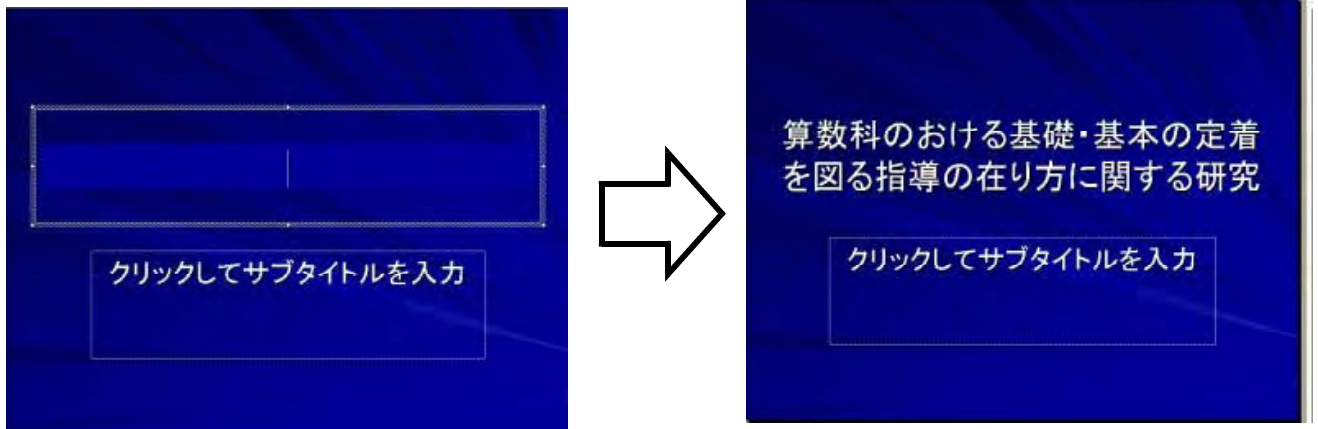 クリックしてサブタイトルを入力
算数科のおける基礎・基本の定着
を図る指導の在り方に関する研究
クリックしてサブタイトルを入力